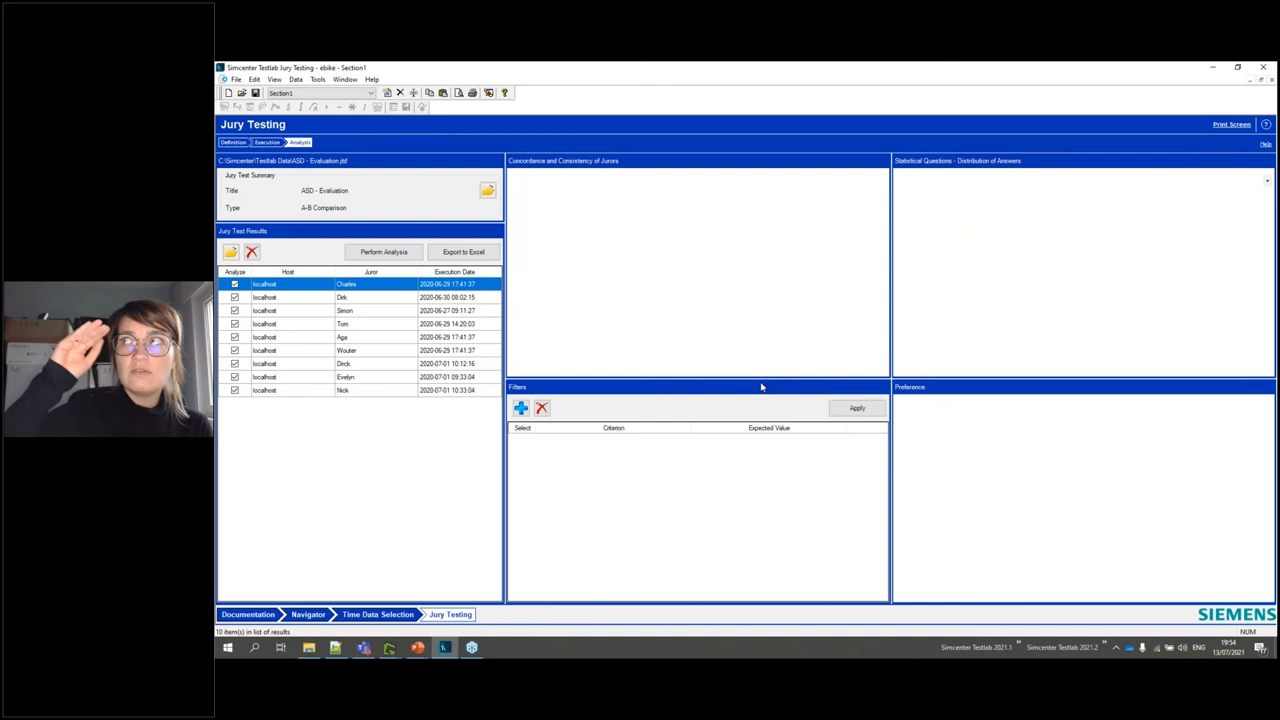 Simcenter Testlab Jury Testing - ebike - Section1
File Edit View Data Tools Window Help
Section1
Jury Testing
Print Screen
Definition Execution Analysis
Help
C:\Simcenter\Testlab Data\ASD - Evaluation.jtd
Jury Test Summary
Title ASD - Evaluation
Type A-B Comparison
Jury Test Results
Perform Analysis Export to Excel
Analyze Host Juror Execution Date
localhost Charles 2020-06-29 17:41:37
localhost Dirk 2020-06-30 08:02:15
localhost Simon 2020-06-27 09:11:27
localhost Tom 2020-06-29 14:20:03
localhost Aga 2020-06-29 17:41:37
localhost Wouter 2020-06-29 17:41:37
localhost Dirck 2020-07-01 10:12:16
localhost Evelyn 2020-07-01 09:33:04
localhost Nick 2020-07-01 10:33:04
Concordance and Consistency of Jurors
Statistical Questions - Distribution of Answers
Filters
Apply
Select Criterion Expected Value
Preference
Documentation Navigator Time Data Selection Jury Testing
SIEMENS
10 item(s) in list of results
NUM
Simcenter Testlab 2021.1 Simcenter Testlab 2021.2 ENG
19:54
13/07/2021